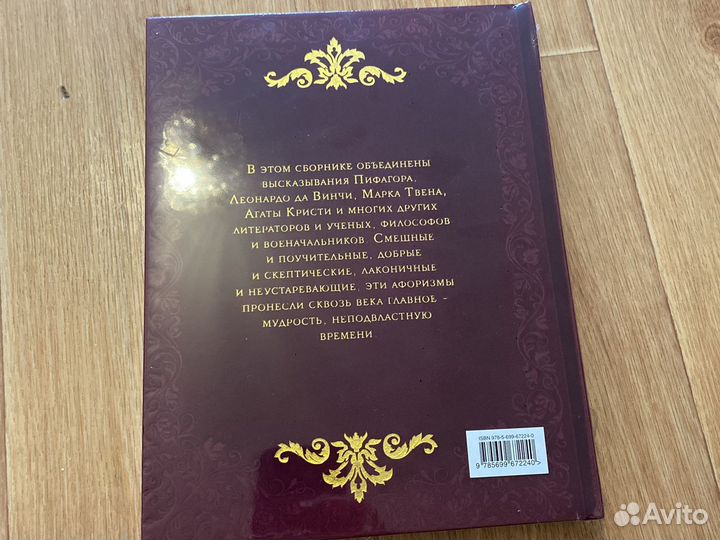 В этом сборнике объединены
высказывания Пифагора,
Леонардо да Винчи, Марка Твена,
Агаты Кристи и многих других
литераторов и ученых, философов
и военачальников. Смешные
и поучительные, добрые
и скептические, лаконичные
и неустаревающие, эти афоризмы
пронесли сквозь века главное -
мудрость, неподвластную
времени
ISBN 978-5-699-67224-0
9 785699 672240>
Avito